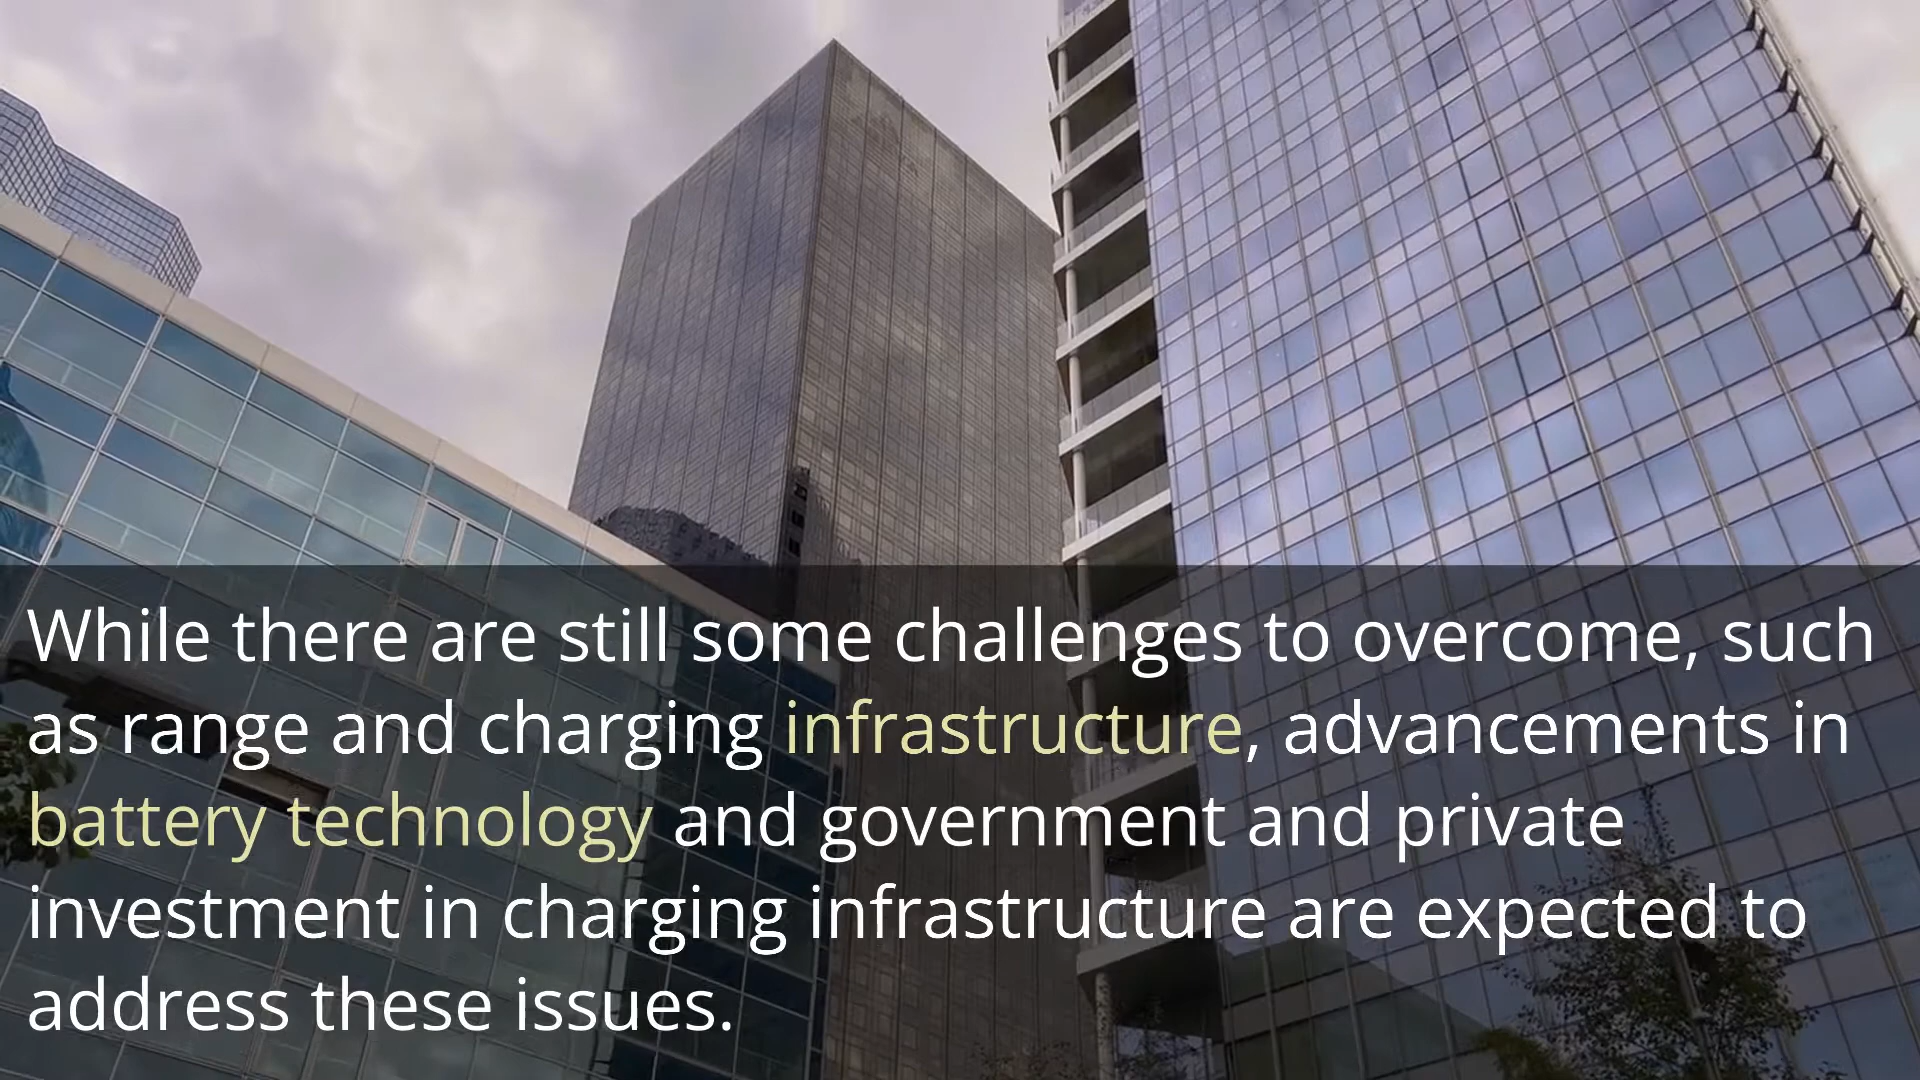 While there are still some challenges to overcome, such
as range and charging infrastructure, advancements in
battery technology and government and private
investment in charging infrastructure are expected to
address these issues.